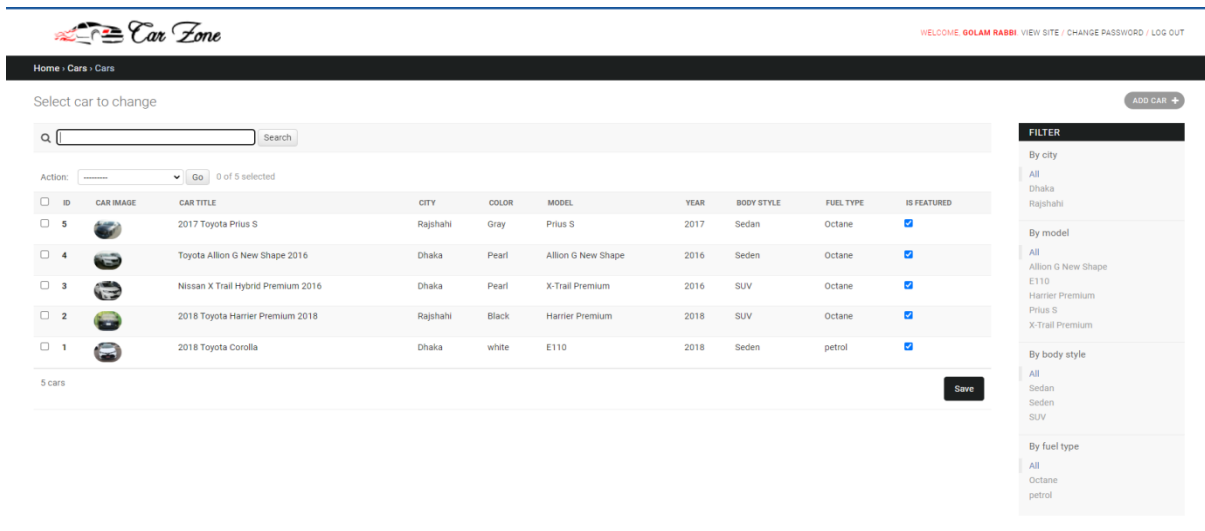 Car Zone
WELCOME, GOLAM RABBI VIEW SITE / CHANGE PASSWORD / LOG OUT
Home › Cars › Cars
Select car to change
ADD CAR +
Search
Action: --------- Go 0 of 5 selected
ID CAR IMAGE CAR TITLE CITY COLOR MODEL YEAR BODY STYLE FUEL TYPE IS FEATURED
5 2017 Toyota Prius S Rajshahi Gray Prius S 2017 Sedan Octane
4 Toyota Allion G New Shape 2016 Dhaka Pearl Allion G New Shape 2016 Seden Octane
3 Nissan X Trail Hybrid Premium 2016 Dhaka Pearl X-Trail Premium 2016 SUV Octane
2 2018 Toyota Harrier Premium 2018 Rajshahi Black Harrier Premium 2018 SUV Octane
1 2018 Toyota Corolla Dhaka white E110 2018 Seden petrol
5 cars
Save
FILTER
By city
All
Dhaka
Rajshahi
By model
All
Allion G New Shape
E110
Harrier Premium
Prius S
X-Trail Premium
By body style
All
Sedan
Seden
SUV
By fuel type
All
Octane
petrol